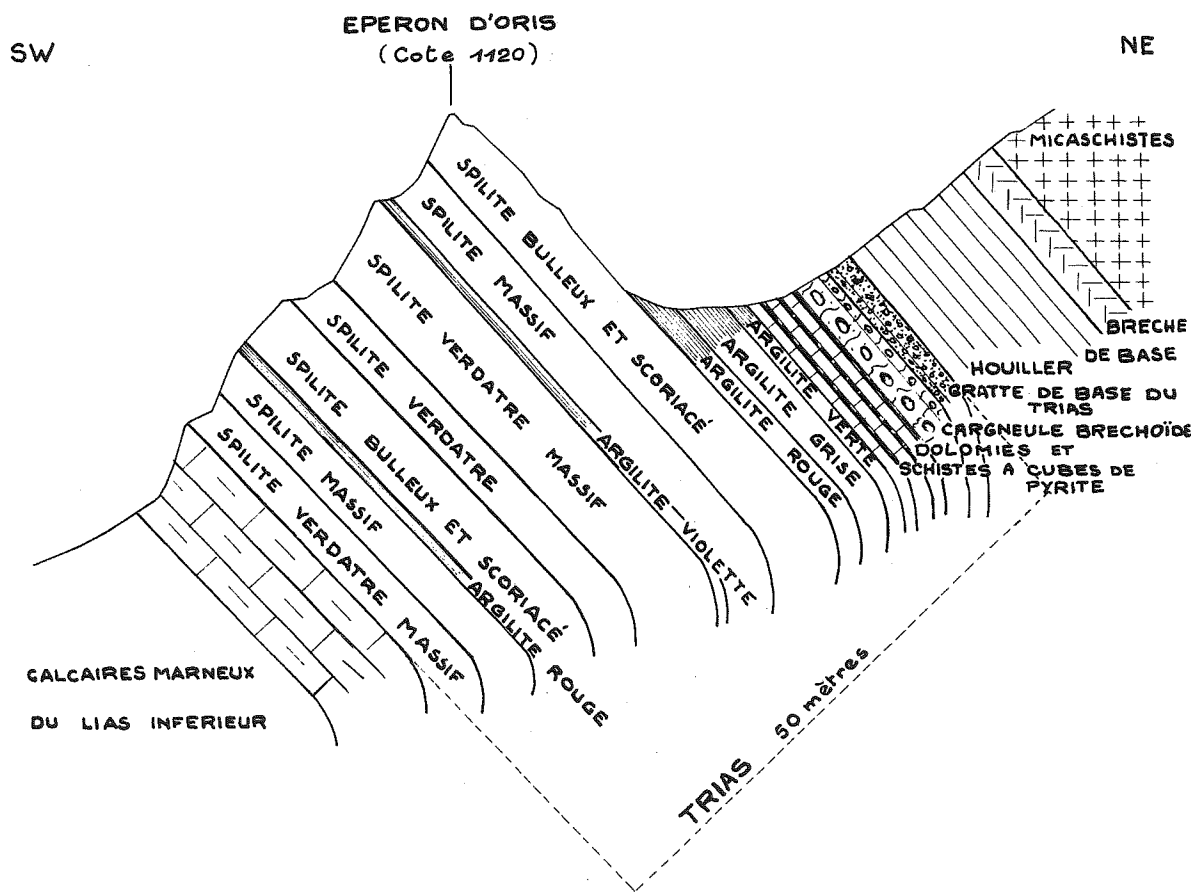 EPERON D'ORIS
(Cote 1120)
SW
NE
MICASCHISTES
BRECHE
DE BASE
HOUILLER
GRATTE DE BASE DU
TRIAS
CARGNEULE BRECHOÏDE
DOLOMIES ET
SCHISTES A CUBES DE
PYRITE
ARGILITE VERTE
ARGILITE GRISE
ARGILITE ROUGE
SPILITE BULLEUX ET SCORIACÉ
SPILITE MASSIF
ARGILITE VIOLETTE
SPILITE VERDATRE MASSIF
SPILITE VERDATRE
SPILITE BULLEUX ET SCORIACÉ
ARGILITE ROUGE
SPILITE MASSIF
SPILITE VERDATRE MASSIF
CALCAIRES MARNEUX
DU LIAS INFERIEUR
TRIAS 50 mètres